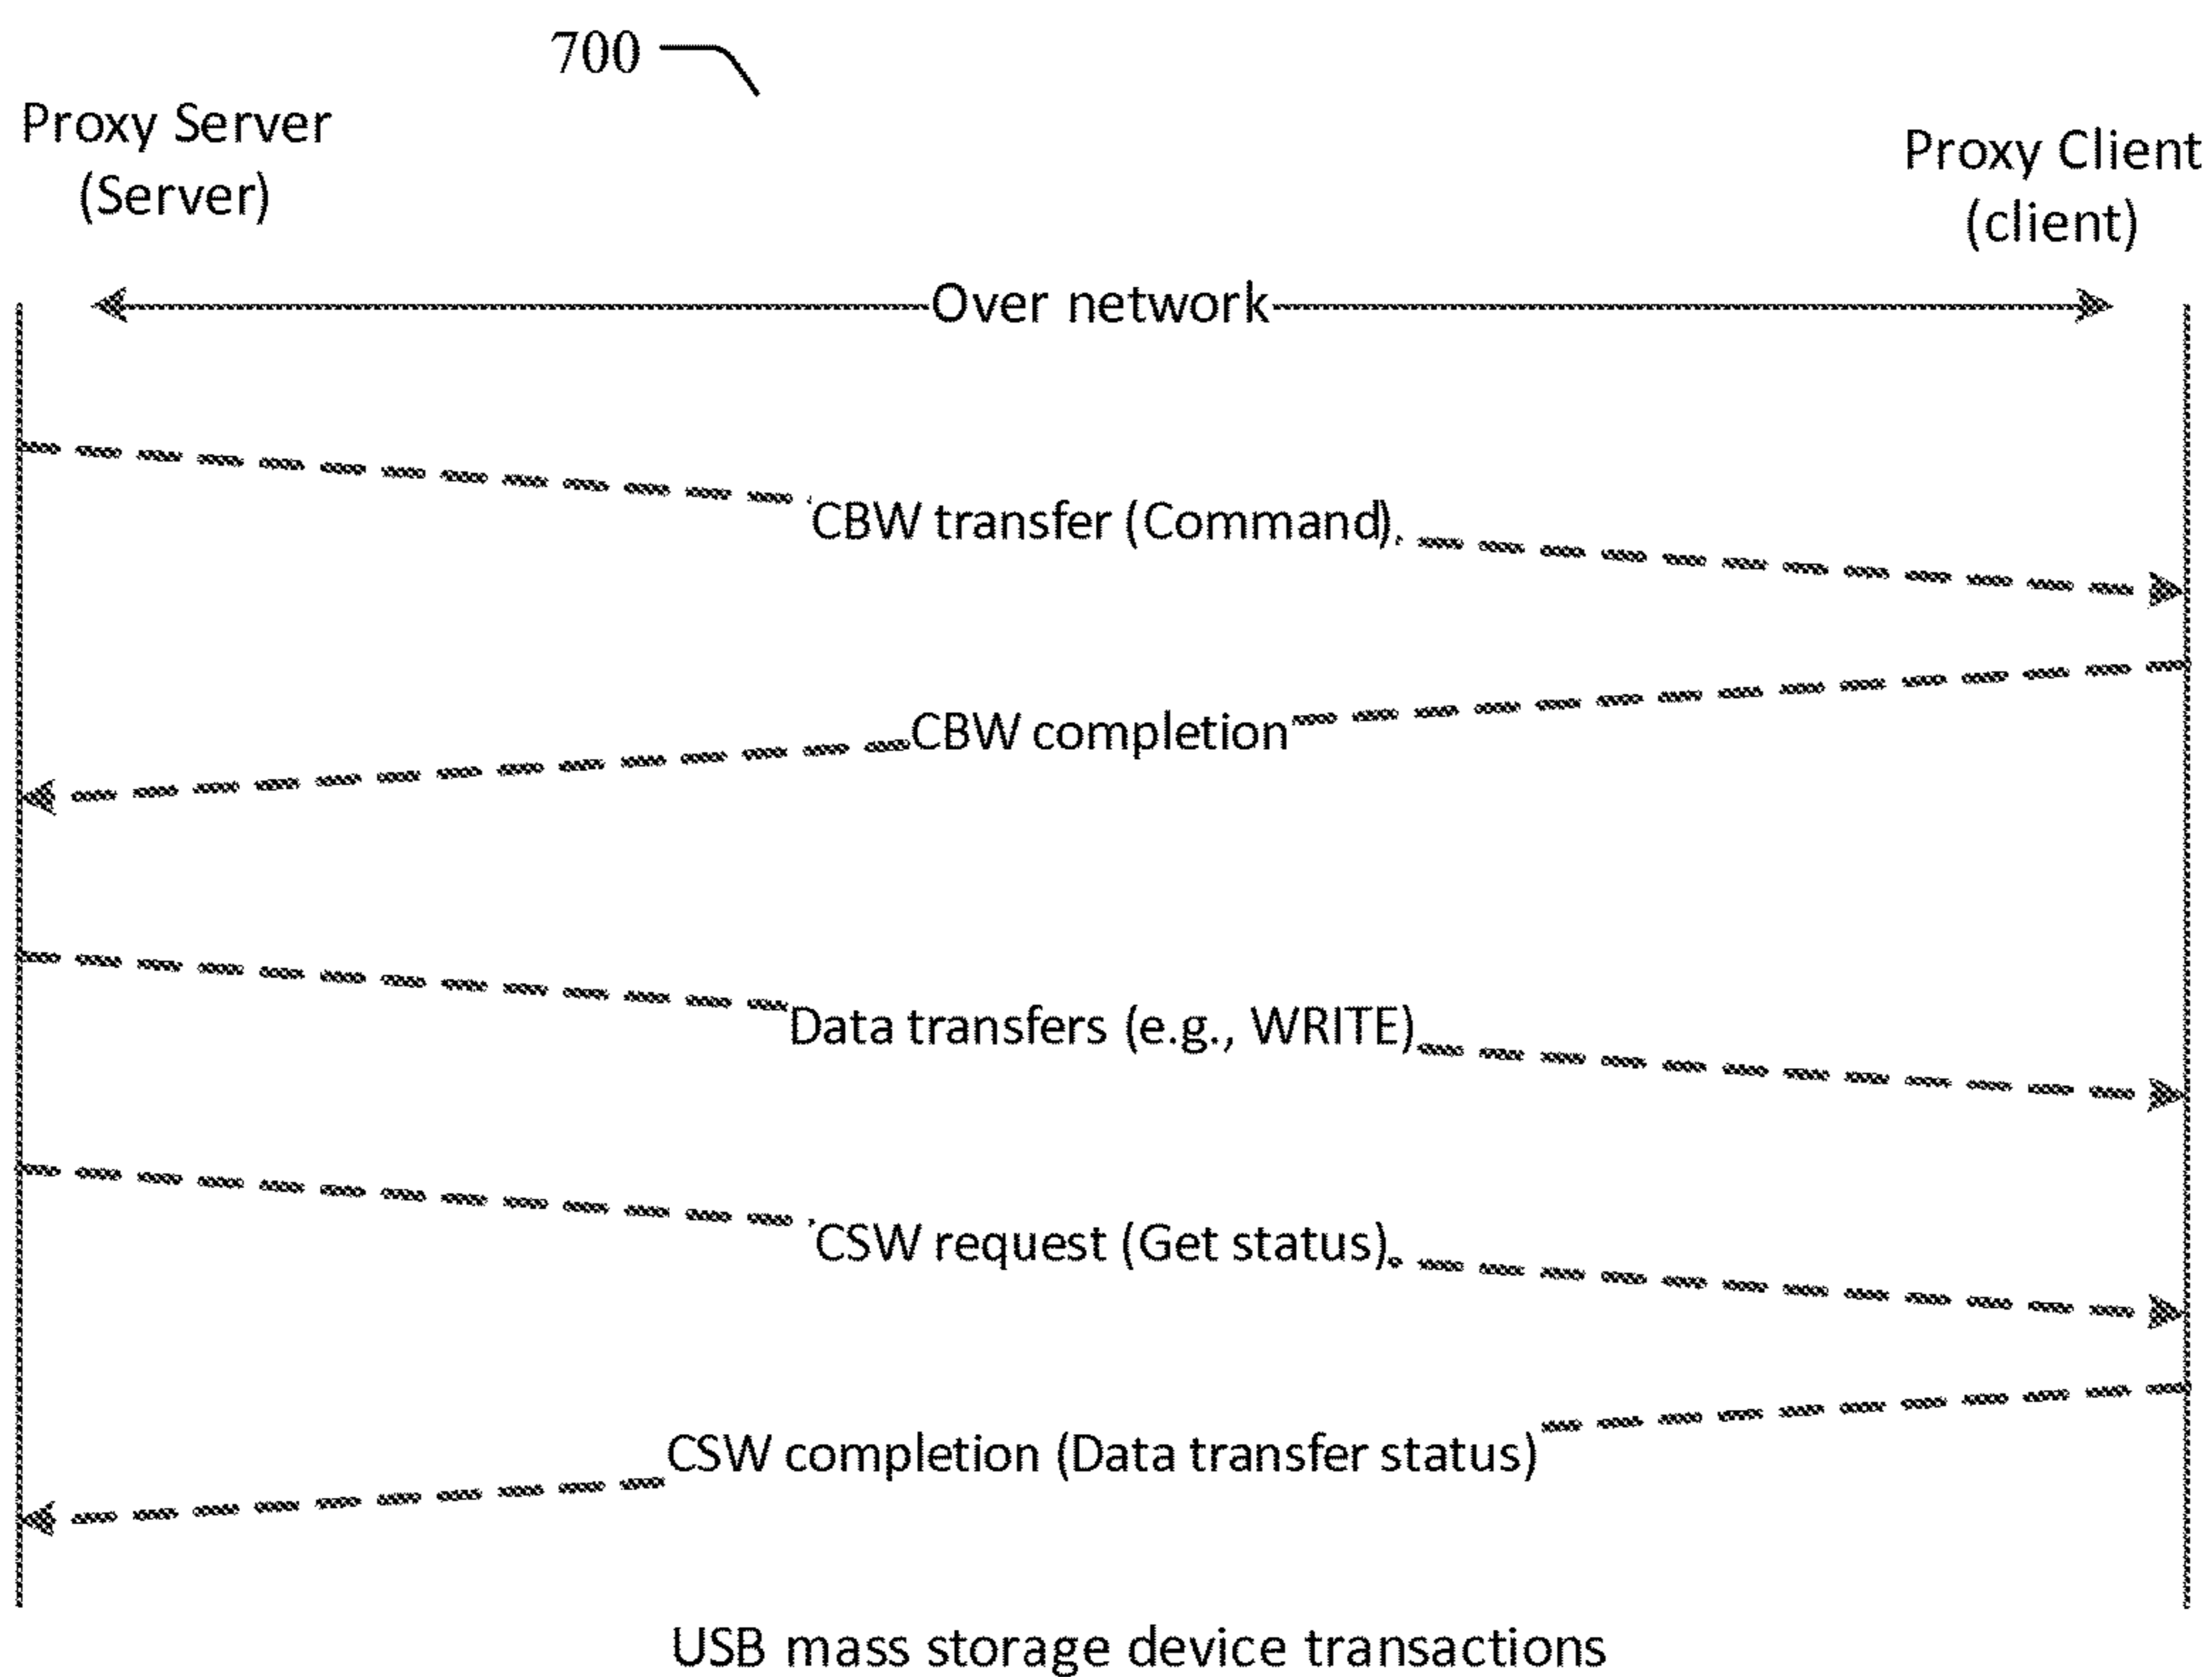 700
Proxy Server
(Server)
Proxy Client
(client)
Over network
CBW transfer (Command)
CBW completion
Data transfers (e.g., WRITE)
CSW request (Get status)
CSW completion (Data transfer status)
USB mass storage device transactions